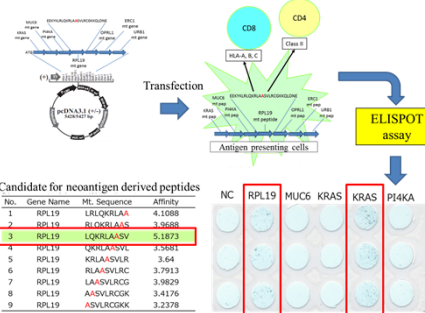 MUC6
mt gene
KRAS
mt gene
PI4KA
mt gene
EEKYKLRQKRLAASVLRCGKKQLDNE
ERC1
mt gene
OPRL1
mt gene
URB1
mt gene
RPL19
mt gene
(+)
pcDNA3.1 (+/-)
5428/5427 bp
Transfection
CD8
CD4
HLA-A, B, C
Class II
MUC6
mt pep
KRAS
mt pep
PI4KA
mt pep
RPL19
mt peptide
ERC1
mt pep
OPRL1
mt pep
URB1
mt pep
Antigen presenting cells
ELISPOT
assay
Candidate for neoantigen derived peptides
No. Gene Name Mt. Sequence Affinity
1 RPL19 LRLQKRLAA 4.1088
2 RPL19 RLQKRLAAS 3.9688
3 RPL19 LQKRLAASV 5.1873
4 RPL19 QKRLAASVL 3.5681
5 RPL19 KRLAASVLR 3.64
6 RPL19 RLAASVLRC 3.7913
7 RPL19 LAASVLRCG 3.9829
8 RPL19 AASVLRCGK 3.4176
9 RPL19 ASVLRCGKK 3.2378
NC RPL19 MUC6 KRAS KRAS PI4KA